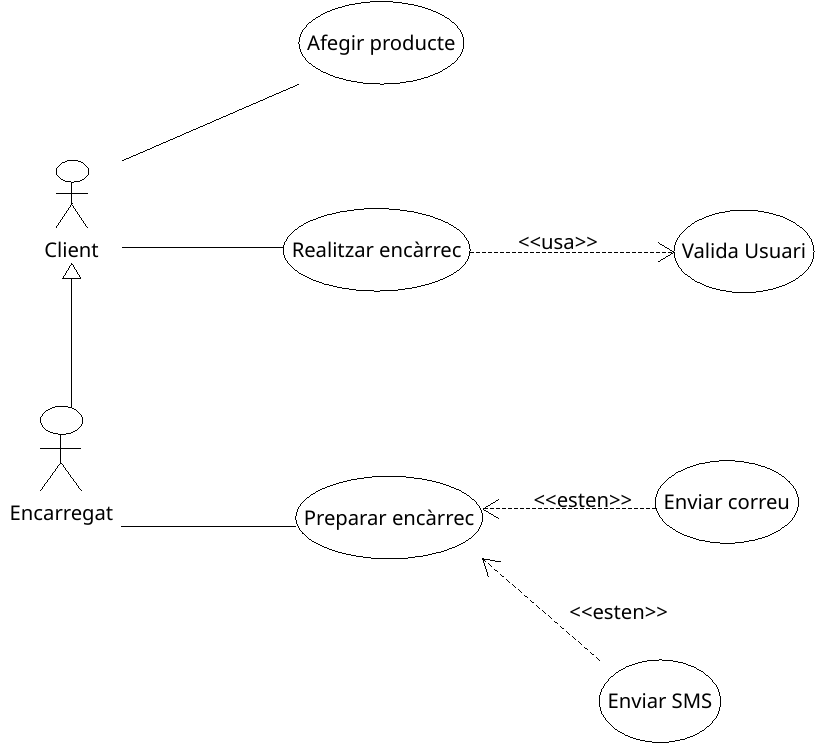 Afegir producte
Client
Realitzar encàrrec
<<usa>>
Valida Usuari
Encarregat
Preparar encàrrec
<<esten>>
Enviar correu
<<esten>>
Enviar SMS